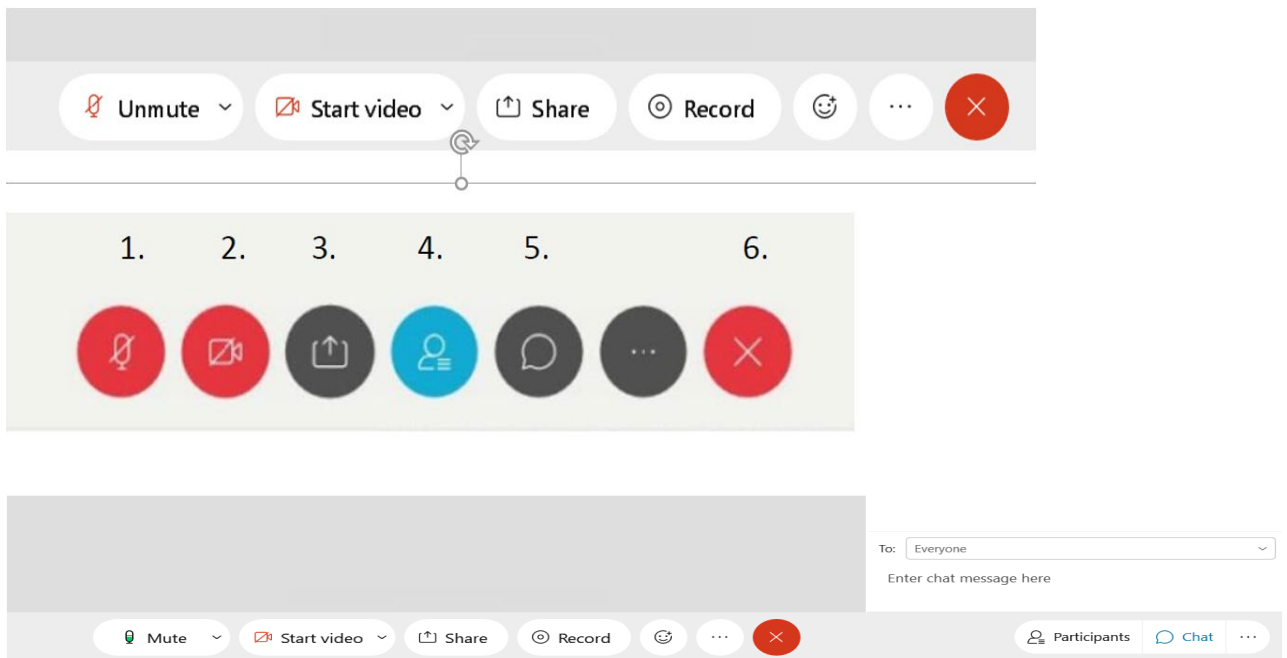 Unmute Start video Share Record ...
1. 2. 3. 4. 5. 6.
...
To: Everyone
Enter chat message here
Mute Start video Share Record ... Participants Chat ...